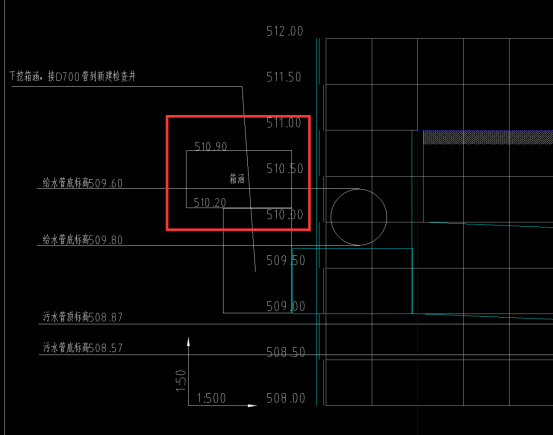 512.00
下挖箱涵，接D700管到新建检查井
511.50
511.00
510.90
510.50
箱涵
给水管底标高509.60
510.20
510.00
给水管底标高509.80
509.50
509.00
污水管顶标高508.87
污水管底标高508.57
508.50
1:50
1:500
508.00